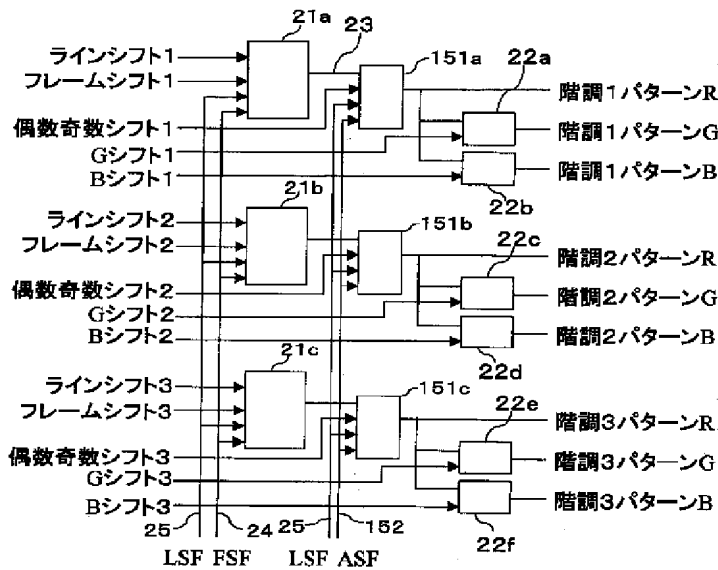 21a
ラインシフト1
23
151a
22a
フレームシフト1
階調1パターンR
偶数奇数シフト1
階調1パターンG
Gシフト1
Bシフト1
階調1パターンB
21b
22b
ラインシフト2
151b
22c
フレームシフト2
階調2パターンR
偶数奇数シフト2
階調2パターンG
Gシフト2
Bシフト2
階調2パターンB
21c
22d
ラインシフト3
151c
22e
フレームシフト3
階調3パターンR
偶数奇数シフト3
階調3パターンG
Gシフト3
Bシフト3
階調3パターンB
25 24 25 152
22f
LSF FSF LSF ASF